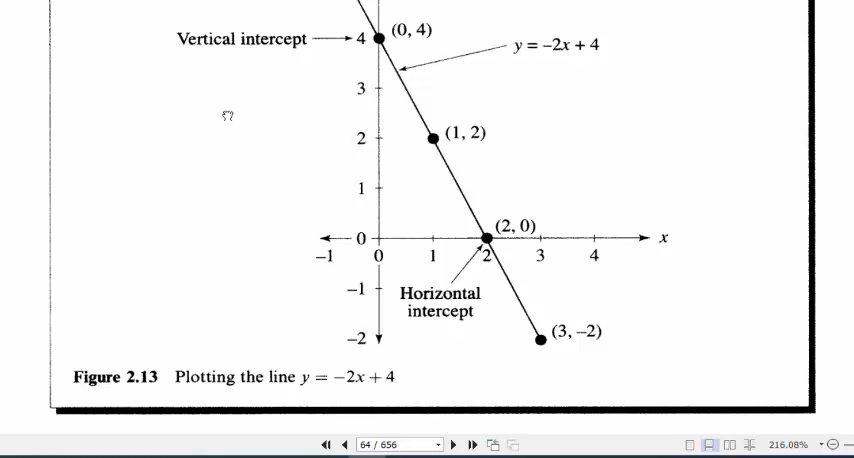 (0, 4)
Vertical intercept
4
y = −2x + 4
3
2
(1, 2)
1
(2, 0)
0
x
−1 0 1 2 3 4
−1
Horizontal
intercept
−2
(3, −2)
Figure 2.13 Plotting the line y = −2x + 4
64 / 656
216.08%